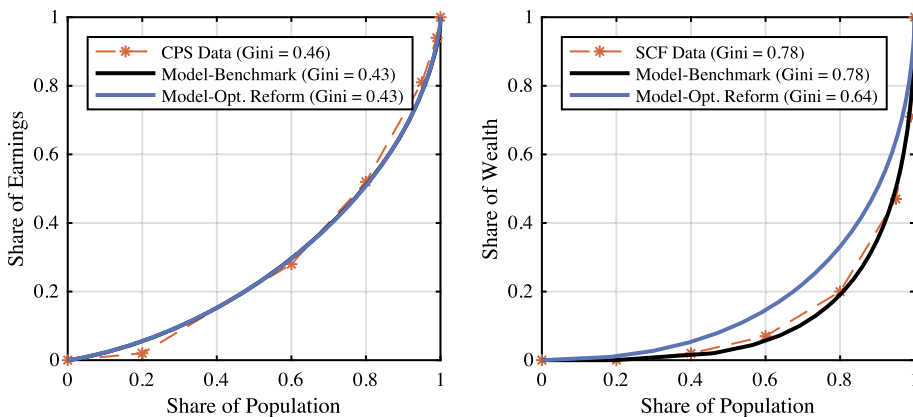 1
0.8
0.6
0.4
0.2
0
0
0.2
0.4
0.6
0.8
1
Share of Earnings
Share of Population
CPS Data (Gini = 0.46)
Model-Benchmark (Gini = 0.43)
Model-Opt. Reform (Gini = 0.43)
1
0.8
0.6
0.4
0.2
0
0
0.2
0.4
0.6
0.8
1
Share of Wealth
Share of Population
SCF Data (Gini = 0.78)
Model-Benchmark (Gini = 0.78)
Model-Opt. Reform (Gini = 0.64)